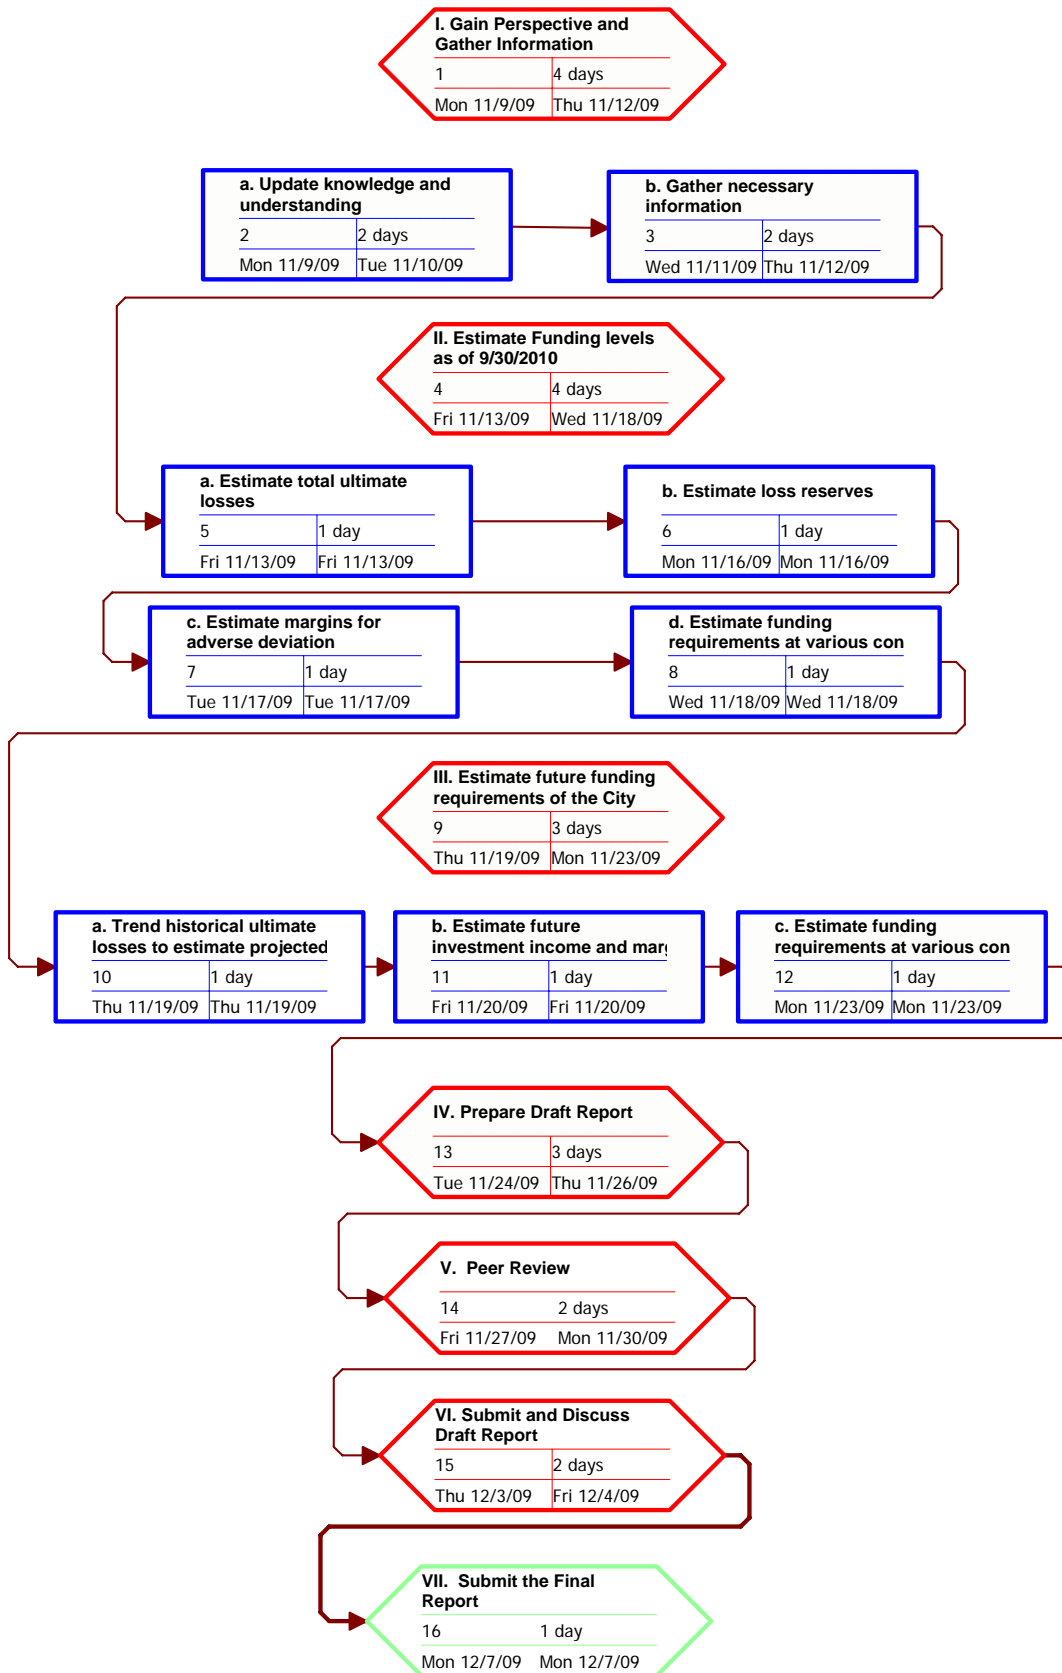 I. Gain Perspective and
Gather Information
1 4 days
Mon 11/9/09 Thu 11/12/09
a. Update knowledge and
understanding
2 2 days
Mon 11/9/09 Tue 11/10/09
b. Gather necessary
information
3 2 days
Wed 11/11/09 Thu 11/12/09
II. Estimate Funding levels
as of 9/30/2010
4 4 days
Fri 11/13/09 Wed 11/18/09
a. Estimate total ultimate
losses
5 1 day
Fri 11/13/09 Fri 11/13/09
b. Estimate loss reserves
6 1 day
Mon 11/16/09 Mon 11/16/09
c. Estimate margins for
adverse deviation
7 1 day
Tue 11/17/09 Tue 11/17/09
d. Estimate funding
requirements at various con
8 1 day
Wed 11/18/09 Wed 11/18/09
III. Estimate future funding
requirements of the City
9 3 days
Thu 11/19/09 Mon 11/23/09
a. Trend historical ultimate
losses to estimate projected
10 1 day
Thu 11/19/09 Thu 11/19/09
b. Estimate future
investment income and marg
11 1 day
Fri 11/20/09 Fri 11/20/09
c. Estimate funding
requirements at various con
12 1 day
Mon 11/23/09 Mon 11/23/09
IV. Prepare Draft Report
13 3 days
Tue 11/24/09 Thu 11/26/09
V. Peer Review
14 2 days
Fri 11/27/09 Mon 11/30/09
VI. Submit and Discuss
Draft Report
15 2 days
Thu 12/3/09 Fri 12/4/09
VII. Submit the Final
Report
16 1 day
Mon 12/7/09 Mon 12/7/09